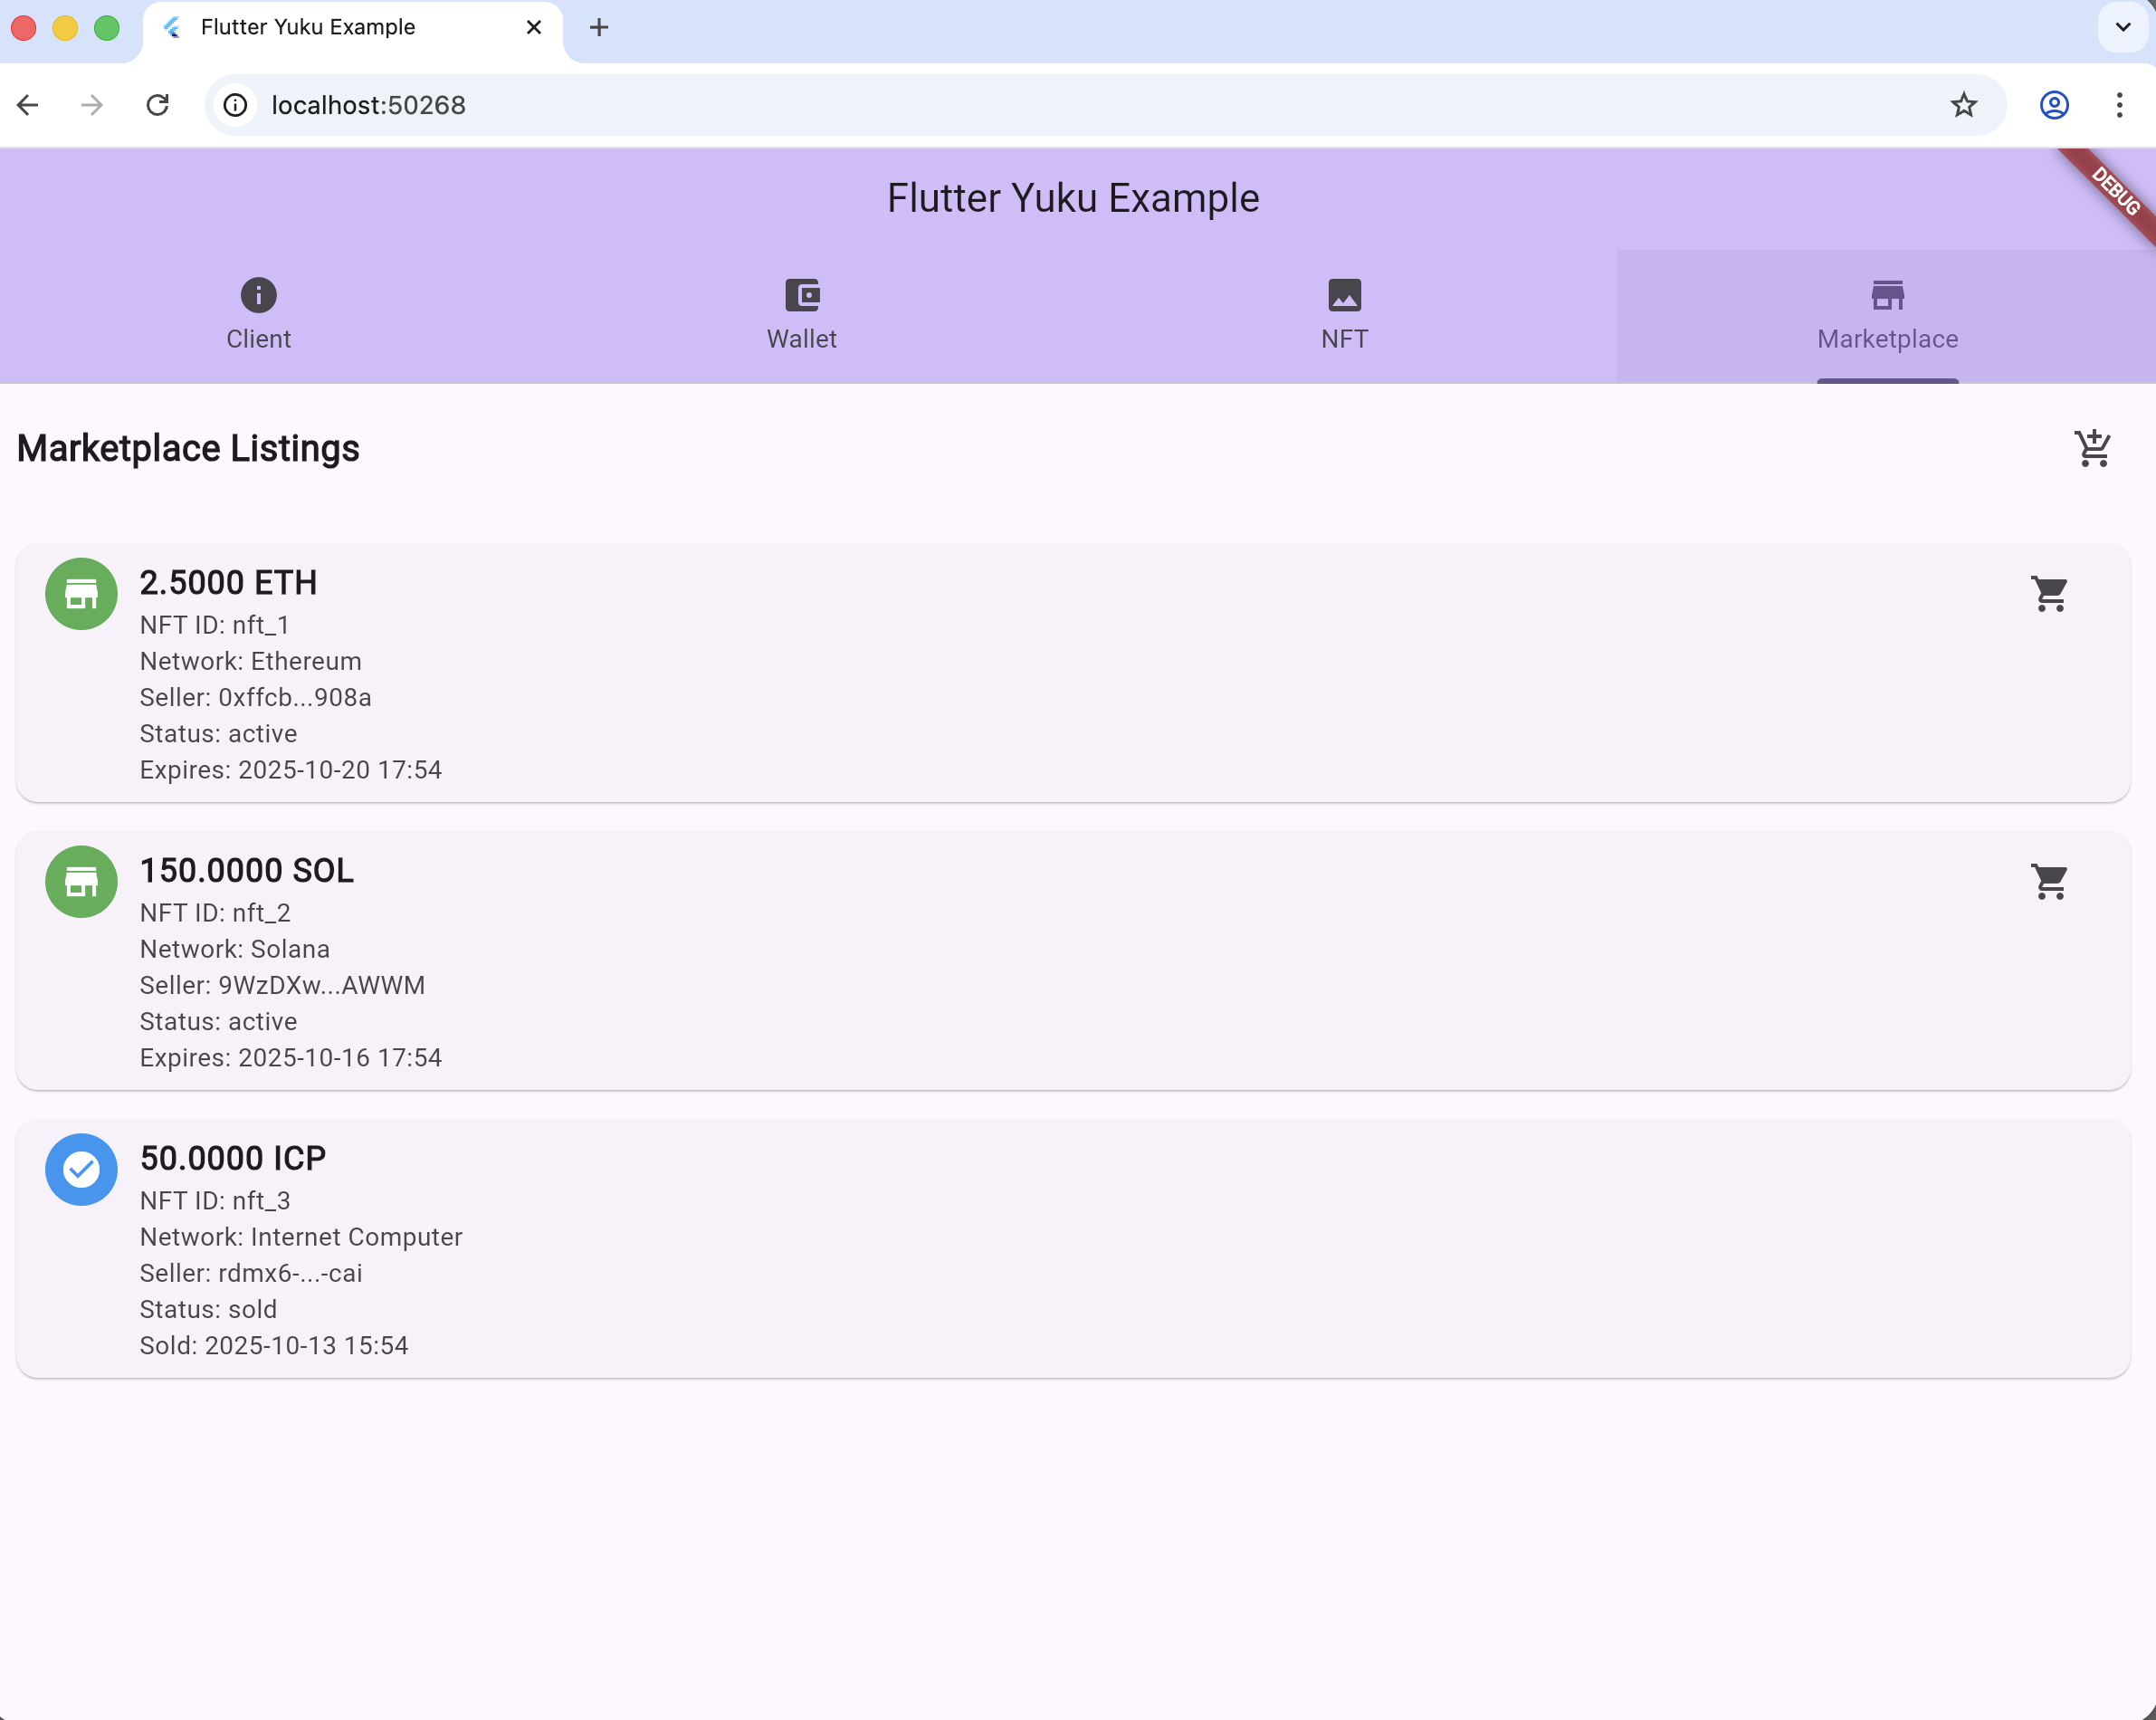 Flutter Yuku Example
localhost:50268
Flutter Yuku Example
DEBUG
Client
Wallet
NFT
Marketplace
Marketplace Listings
2.5000 ETH
NFT ID: nft_1
Network: Ethereum
Seller: 0xffcb...908a
Status: active
Expires: 2025-10-20 17:54
150.0000 SOL
NFT ID: nft_2
Network: Solana
Seller: 9WzDXw...AWWM
Status: active
Expires: 2025-10-16 17:54
50.0000 ICP
NFT ID: nft_3
Network: Internet Computer
Seller: rdmx6-...-cai
Status: sold
Sold: 2025-10-13 15:54